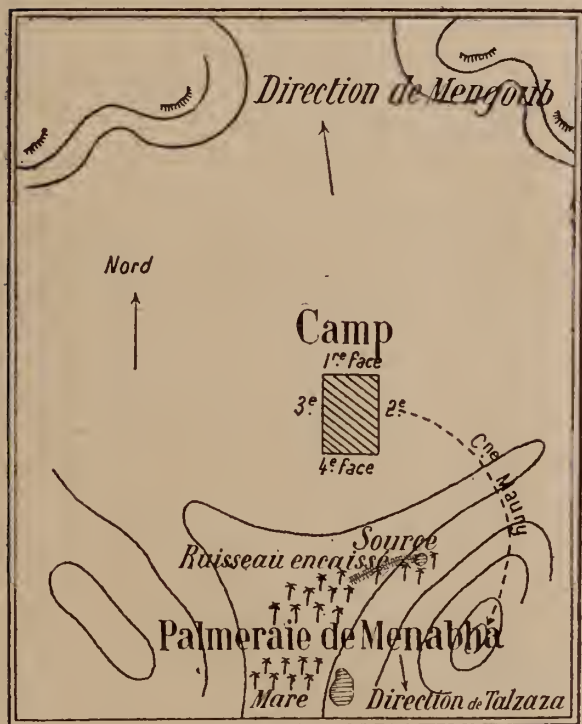 Direction de Mengoub
Nord
Camp
1re face
3e 2e
4e face
Cne Maury
Source
Ruisseau encaissé
Palmeraie de Menabha
Mare
Direction de Talzaza